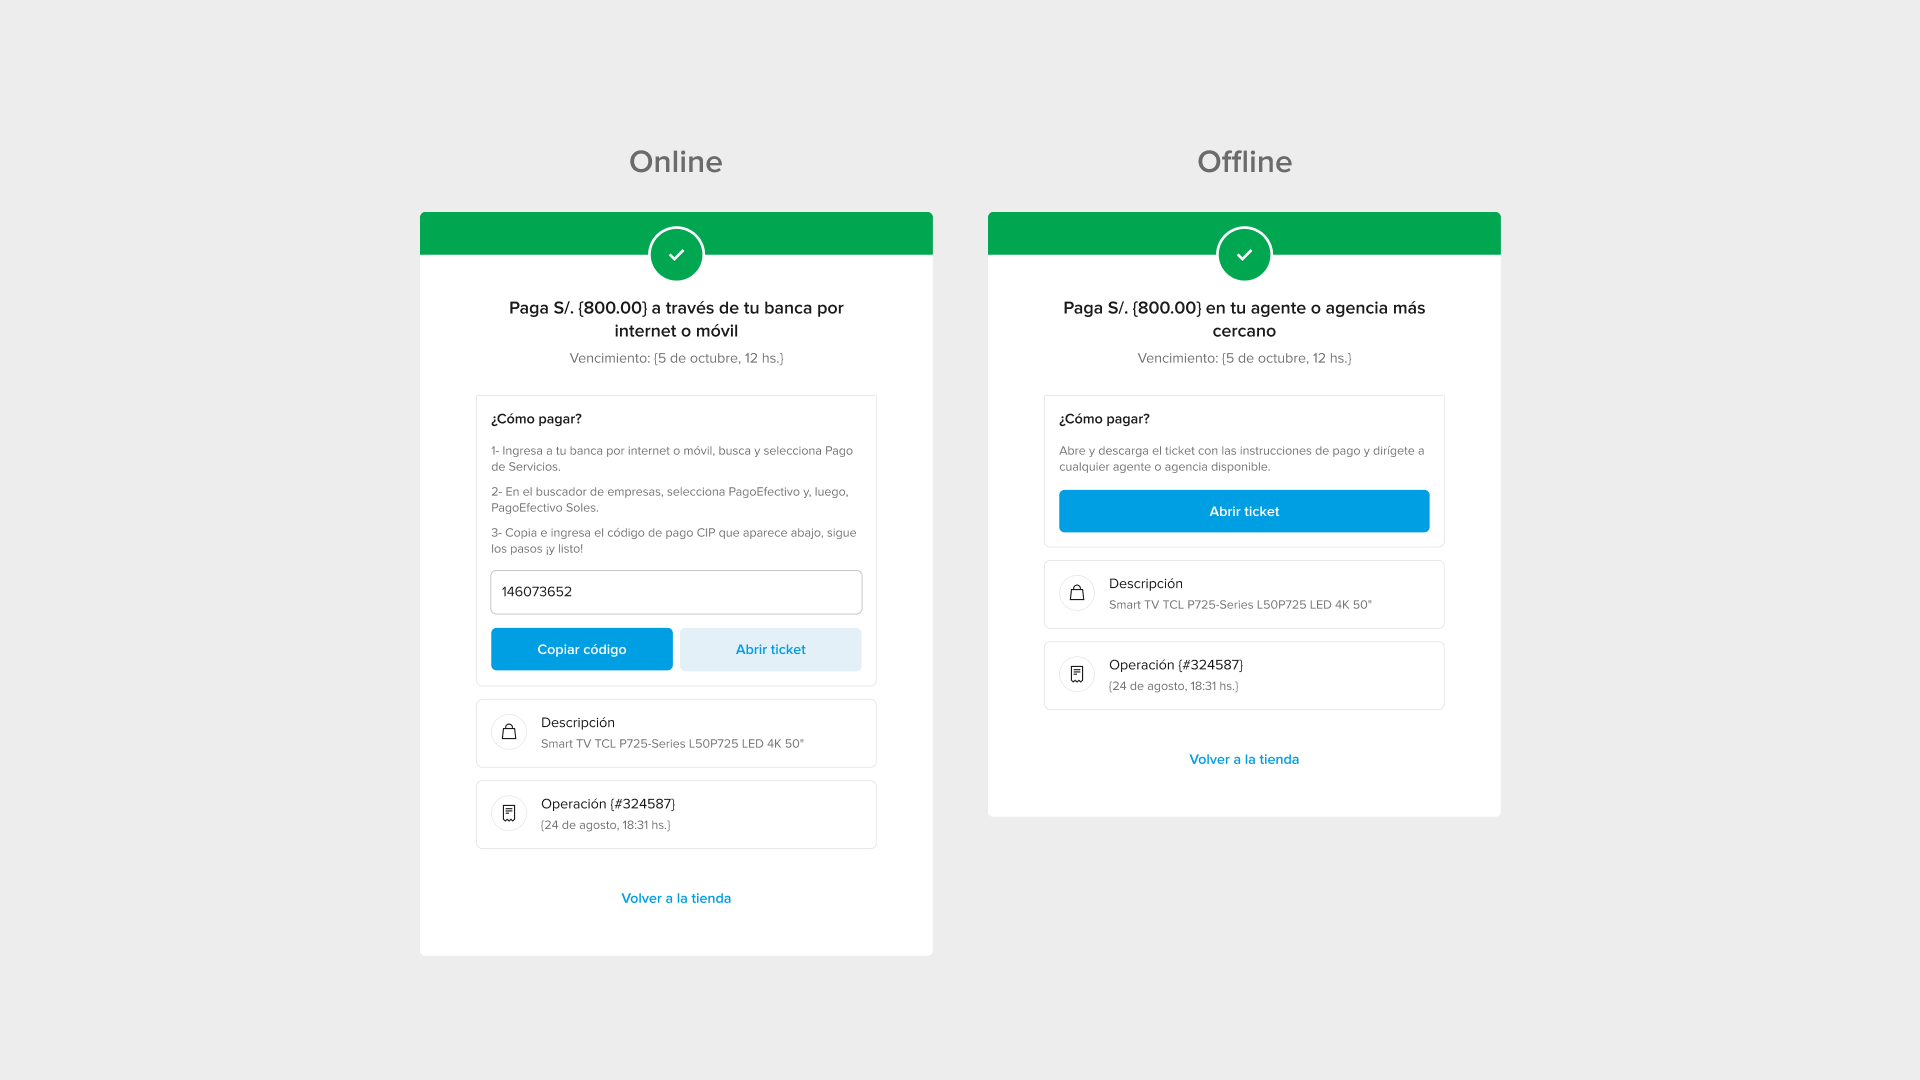 Online
Paga S/. {800.00} a través de tu banca por
internet o móvil
Vencimiento: {5 de octubre, 12 hs.}
¿Cómo pagar?
1- Ingresa a tu banca por internet o móvil, busca y selecciona Pago
de Servicios.
2- En el buscador de empresas, selecciona PagoEfectivo y, luego,
PagoEfectivo Soles.
3- Copia e ingresa el código de pago CIP que aparece abajo, sigue
los pasos ¡y listo!
146073652
Copiar código
Abrir ticket
Descripción
Smart TV TCL P725-Series L50P725 LED 4K 50"
Operación {#324587}
{24 de agosto, 18:31 hs.}
Volver a la tienda
Offline
Paga S/. {800.00} en tu agente o agencia más
cercano
Vencimiento: {5 de octubre, 12 hs.}
¿Cómo pagar?
Abre y descarga el ticket con las instrucciones de pago y dirígete a
cualquier agente o agencia disponible.
Abrir ticket
Descripción
Smart TV TCL P725-Series L50P725 LED 4K 50"
Operación {#324587}
{24 de agosto, 18:31 hs.}
Volver a la tienda